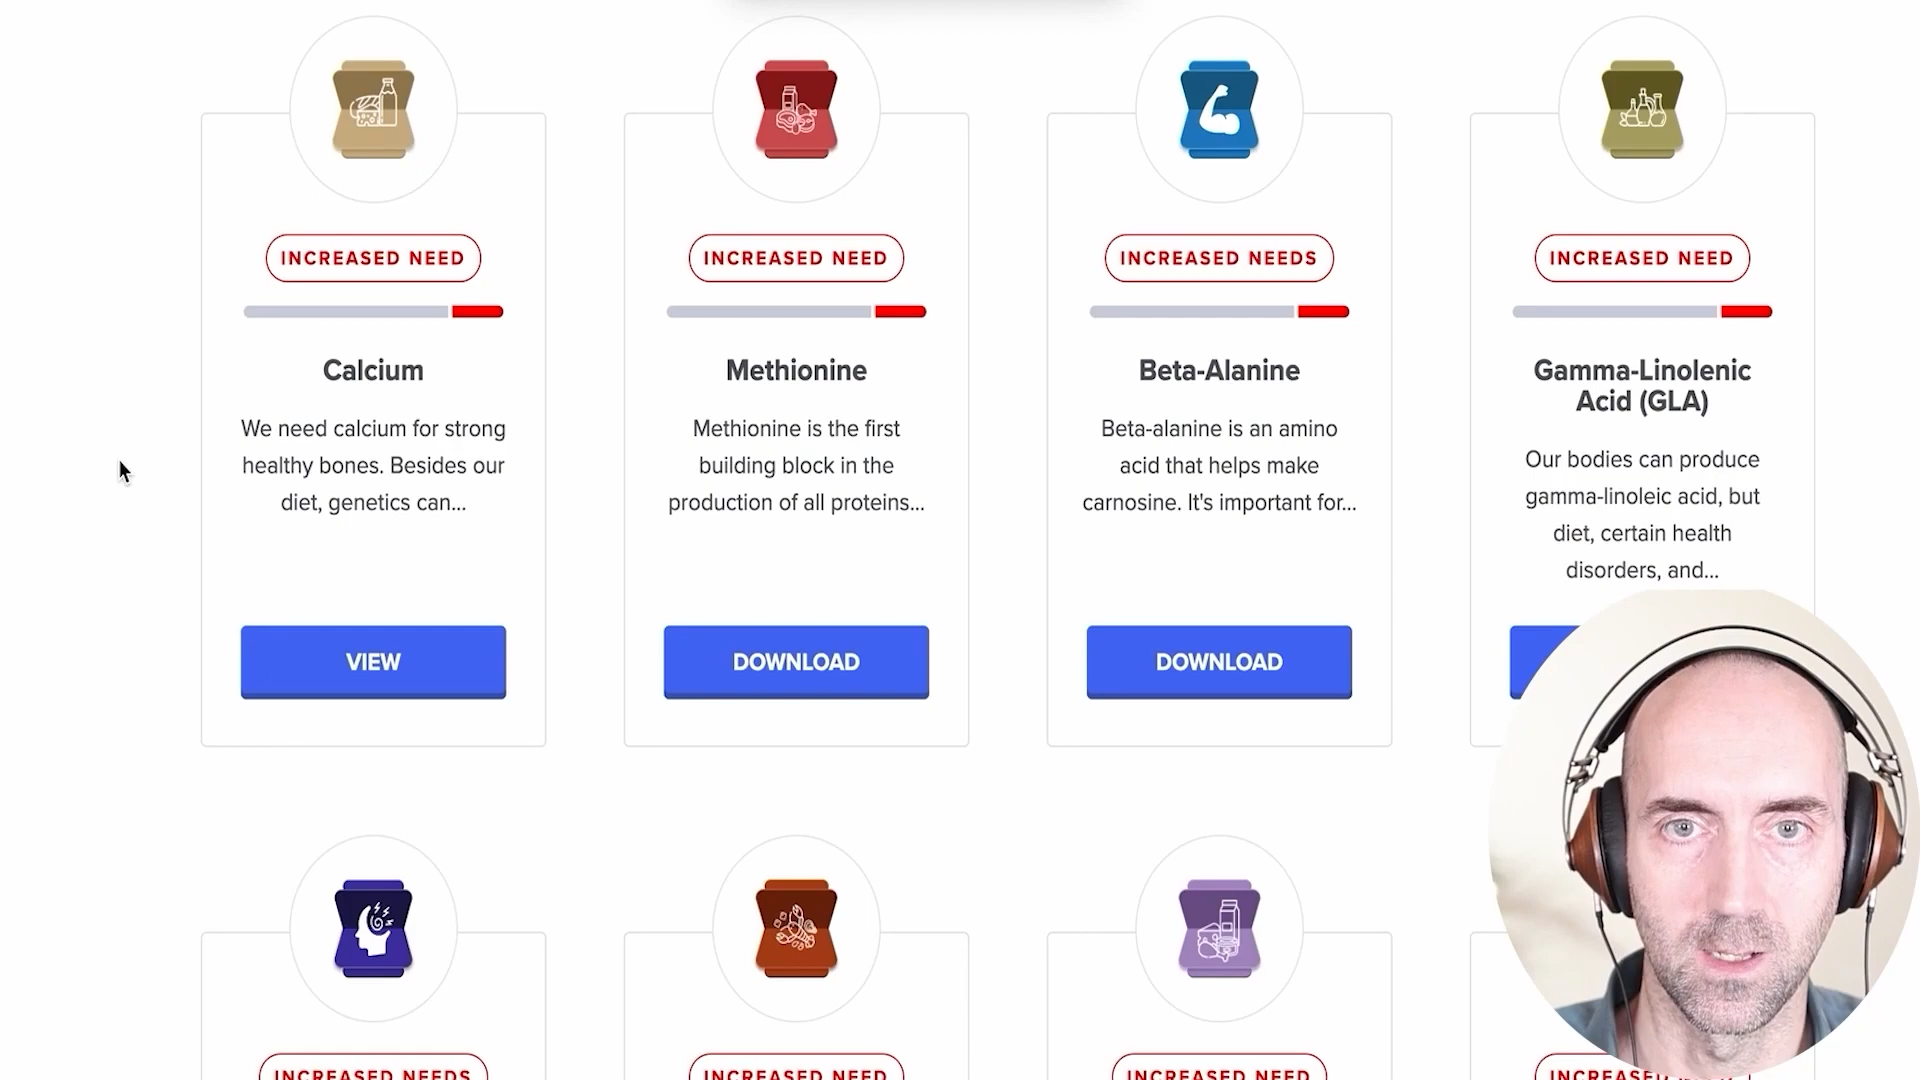 INCREASED NEED
Calcium
We need calcium for strong
healthy bones. Besides our
diet, genetics can...
VIEW
INCREASED NEED
Methionine
Methionine is the first
building block in the
production of all proteins...
DOWNLOAD
INCREASED NEEDS
Beta-Alanine
Beta-alanine is an amino
acid that helps make
carnosine. It's important for...
DOWNLOAD
INCREASED NEED
Gamma-Linolenic
Acid (GLA)
Our bodies can produce
gamma-linoleic acid, but
diet, certain health
disorders, and...
INCREASED NEEDS
INCREASED NEED
INCREASED NEED
INCREASED